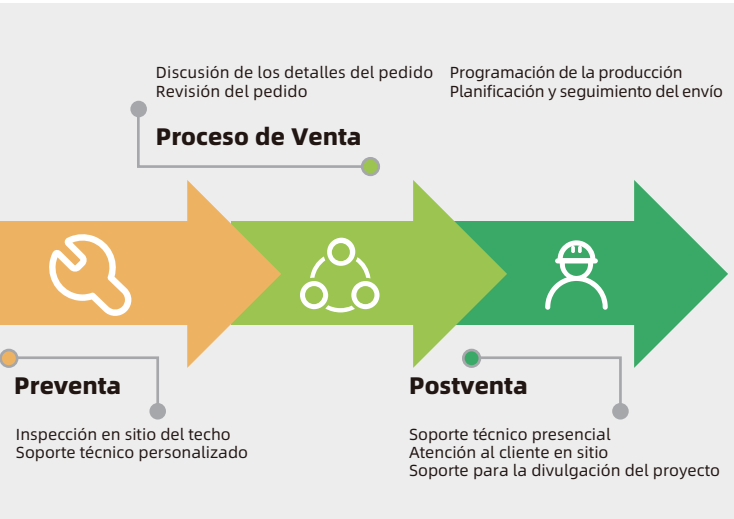 Discusión de los detalles del pedido
Revisión del pedido
Programación de la producción
Planificación y seguimiento del envío
Proceso de Venta
Preventa
Inspección en sitio del techo
Soporte técnico personalizado
Postventa
Soporte técnico presencial
Atención al cliente en sitio
Soporte para la divulgación del proyecto